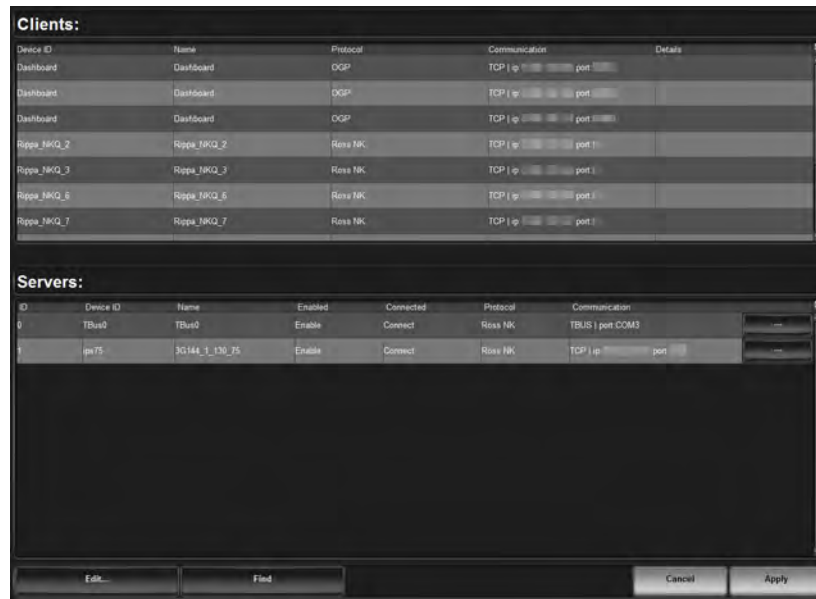 Clients:
Device ID Name Protocol Communication Details
Dashboard Dashboard OGP TCP | ip port
Dashboard Dashboard OGP TCP | ip port
Dashboard Dashboard OGP TCP | ip port
Rippa_NKQ_2 Rippa_NKQ_2 Ross NK TCP | ip port
Rippa_NKQ_3 Rippa_NKQ_3 Ross NK TCP | ip port
Rippa_NKQ_6 Rippa_NKQ_6 Ross NK TCP | ip port
Rippa_NKQ_7 Rippa_NKQ_7 Ross NK TCP | ip port
Servers:
ID Device ID Name Enabled Connected Protocol Communication
0 TBus0 TBus0 Enable Connect Ross NK TBUS | port COM3 ...
1 ips75 3G144_1_130_75 Enable Connect Ross NK TCP | ip port ...
Edit... Find Cancel Apply